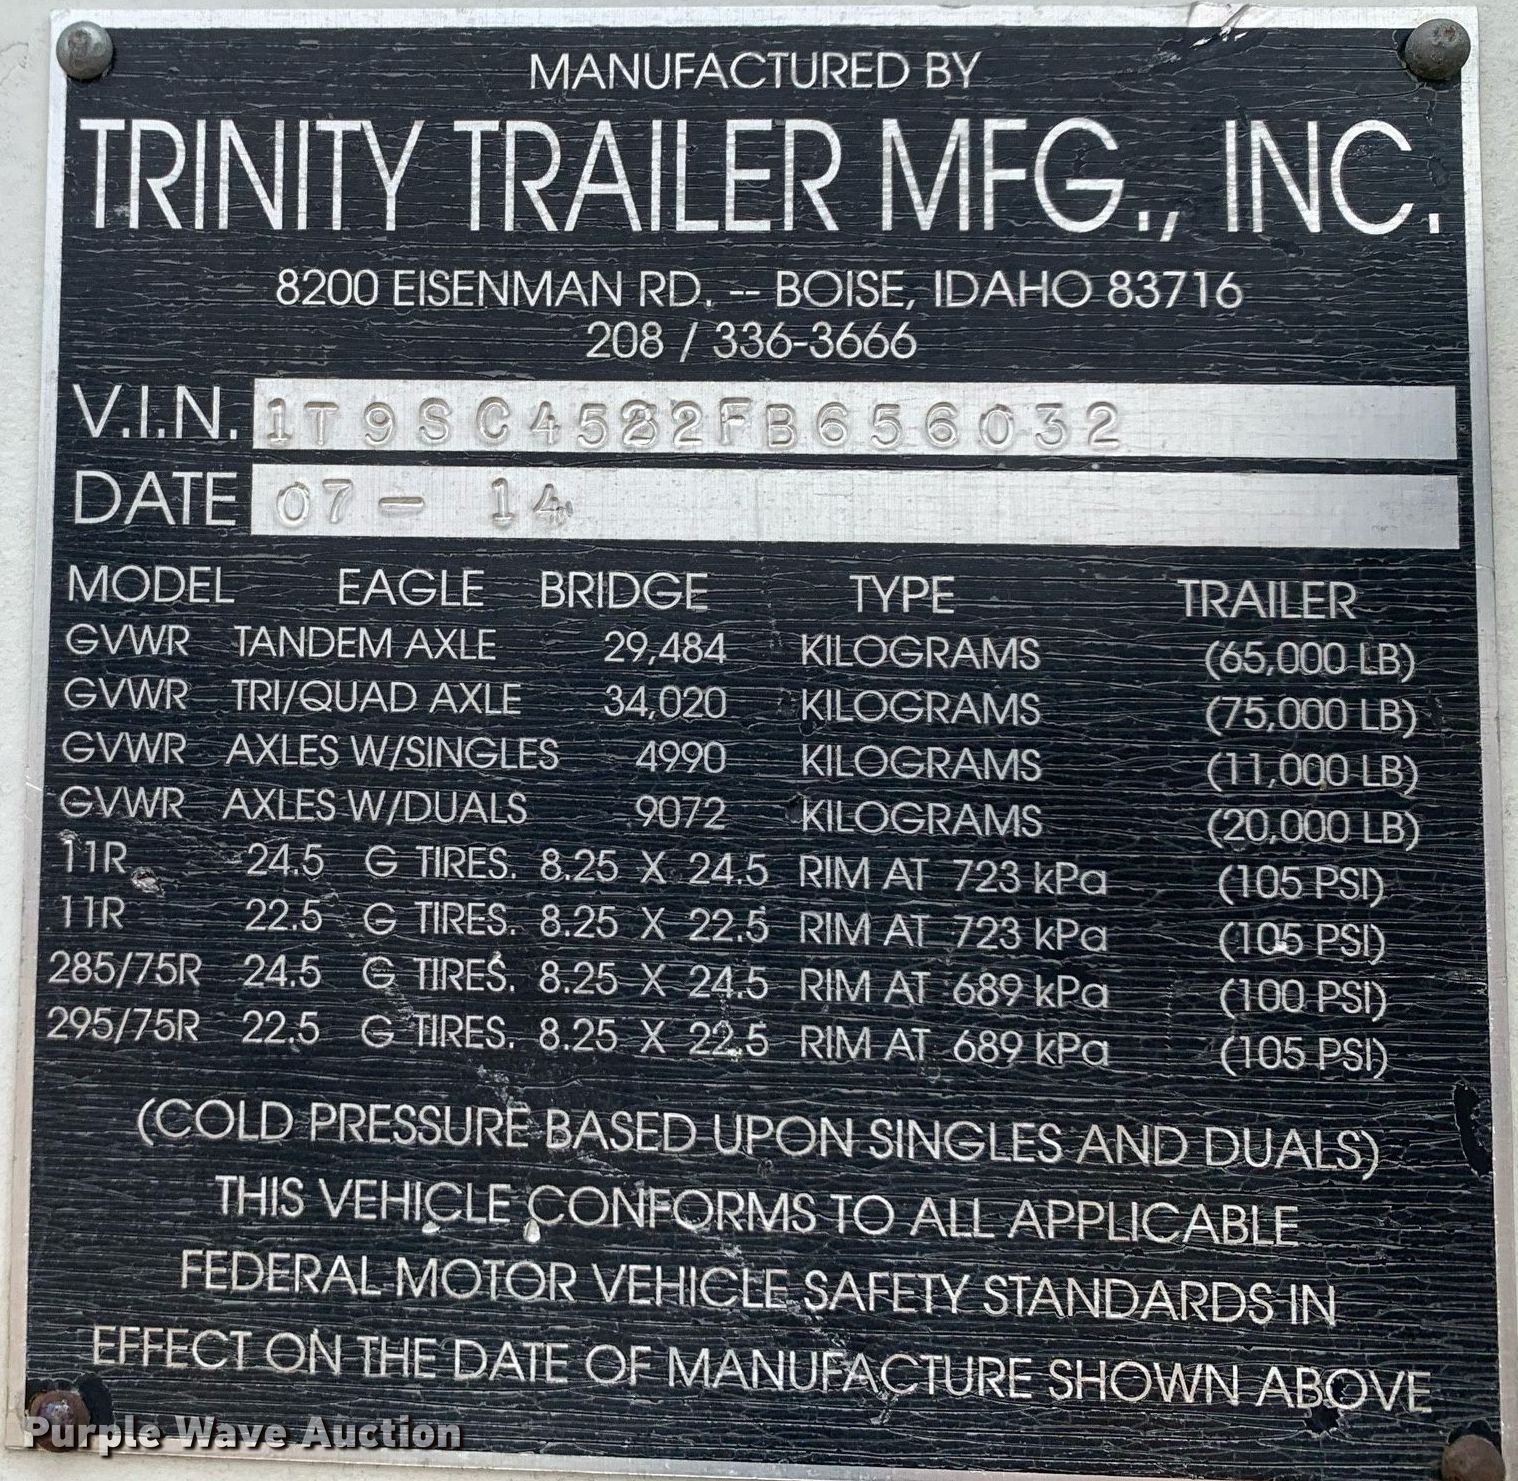 MANUFACTURED BY
TRINITY TRAILER MFG., INC.
8200 EISENMAN RD. -- BOISE, IDAHO 83716
208 / 336-3666
V.I.N. 1T9SC4522FB656032
DATE 07 - 14
MODEL EAGLE BRIDGE TYPE TRAILER
GVWR TANDEM AXLE 29,484 KILOGRAMS (65,000 LB)
GVWR TRI/QUAD AXLE 34,020 KILOGRAMS (75,000 LB)
GVWR AXLES W/SINGLES 4990 KILOGRAMS (11,000 LB)
GVWR AXLES W/DUALS 9072 KILOGRAMS (20,000 LB)
11R 24.5 G TIRES. 8.25 X 24.5 RIM AT 723 kPa (105 PSI)
11R 22.5 G TIRES. 8.25 X 22.5 RIM AT 723 kPa (105 PSI)
285/75R 24.5 G TIRES. 8.25 X 24.5 RIM AT 689 kPa (100 PSI)
295/75R 22.5 G TIRES. 8.25 X 22.5 RIM AT 689 kPa (105 PSI)
(COLD PRESSURE BASED UPON SINGLES AND DUALS)
THIS VEHICLE CONFORMS TO ALL APPLICABLE
FEDERAL MOTOR VEHICLE SAFETY STANDARDS IN
EFFECT ON THE DATE OF MANUFACTURE SHOWN ABOVE
Purple Wave Auction